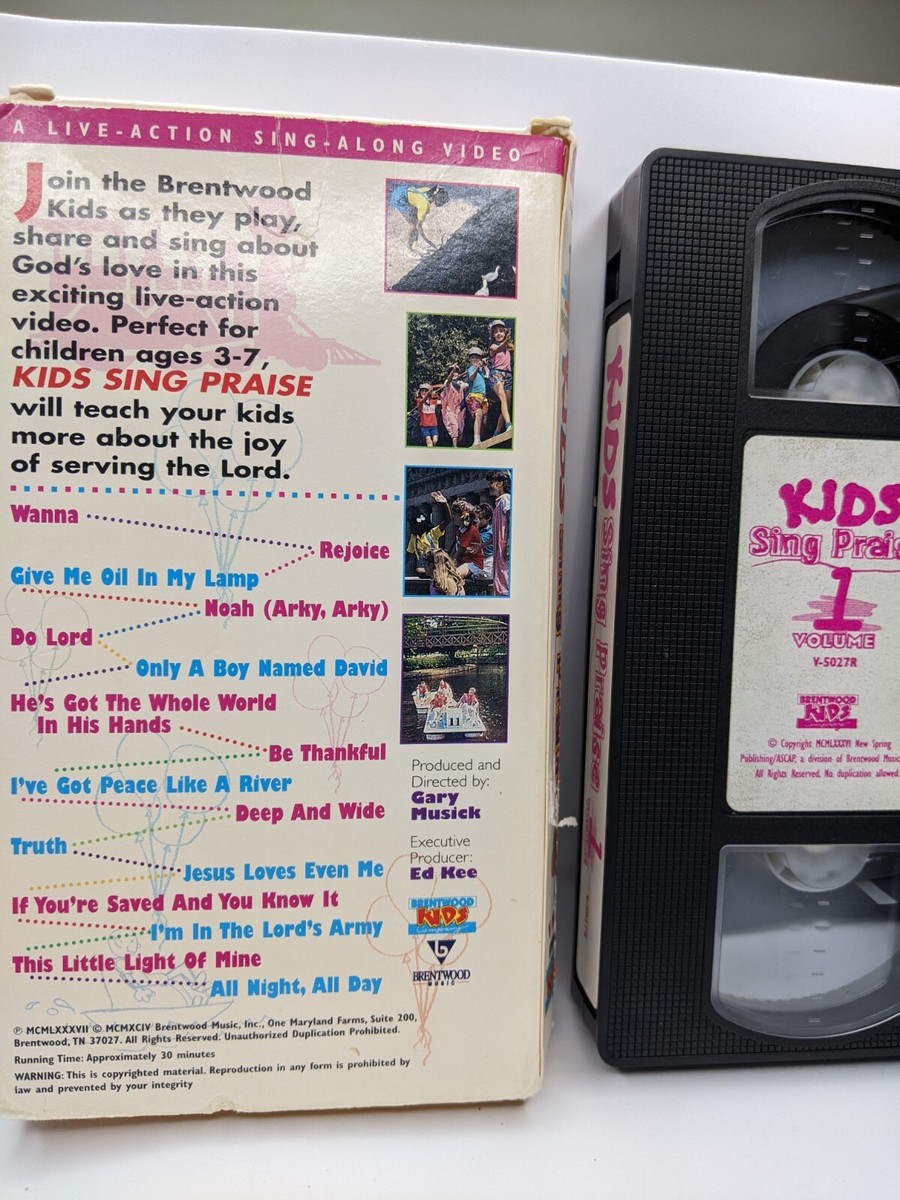 A LIVE-ACTION SING-ALONG VIDEO
Join the Brentwood
Kids as they play,
share and sing about
God's love in this
exciting live-action
video. Perfect for
children ages 3-7,
KIDS SING PRAISE
will teach your kids
more about the joy
of serving the Lord.
Wanna
Rejoice
Give Me Oil In My Lamp
Noah (Arky, Arky)
Do Lord
Only A Boy Named David
He's Got The Whole World
In His Hands
Be Thankful
I've Got Peace Like A River
Deep And Wide
Truth
Jesus Loves Even Me
If You're Saved And You Know It
I'm In The Lord's Army
This Little Light Of Mine
All Night, All Day
11
Produced and
Directed by:
Gary
Musick
Executive
Producer:
Ed Kee
BRENTWOOD
KIDS
Company
b
BRENTWOOD
MUSIC
℗ MCMLXXXVII © MCMXCIV Brentwood Music, Inc., One Maryland Farms, Suite 200,
Brentwood, TN 37027. All Rights Reserved. Unauthorized Duplication Prohibited.
Running Time: Approximately 30 minutes
WARNING: This is copyrighted material. Reproduction in any form is prohibited by
law and prevented by your integrity
KIDS Sing Praise
1
KIDS
Sing Prai
1
VOLUME
V-5027R
BRENTWOOD
KIDS
© Copyright MCMLXXXVI New Spring
Publishing/ASCAP, a division of Brentwood Music
All Rights Reserved. No duplication allowed.